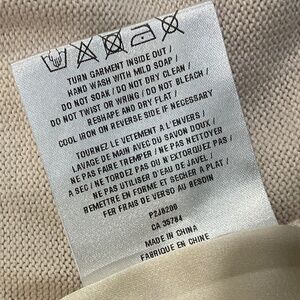 TURN GARMENT INSIDE OUT /
HAND WASH WITH MILD SOAP /
DO NOT SOAK / DO NOT DRY CLEAN /
DO NOT TWIST OR WRING / DO NOT BLEACH /
RESHAPE AND DRY FLAT /
COOL IRON ON REVERSE SIDE IF NECESSARY
TOURNEZ LE VETEMENT A L'ENVERS /
LAVAGE DE MAIN AVEC DU SAVON DOUX /
NE PAS FAIRE TREMPER / NE PAS NETTOYER
A SEC / NE TORDEZ OU N'EXTORQUEZ PAS /
NE PAS UTILISER D'EAU DE JAVEL /
REMETTRE EN FORME ET SECHER A PLAT /
FER FRAIS DE VERSO AU BESOIN
P2J8206
CA 35784
MADE IN CHINA
FABRIQUE EN CHINE